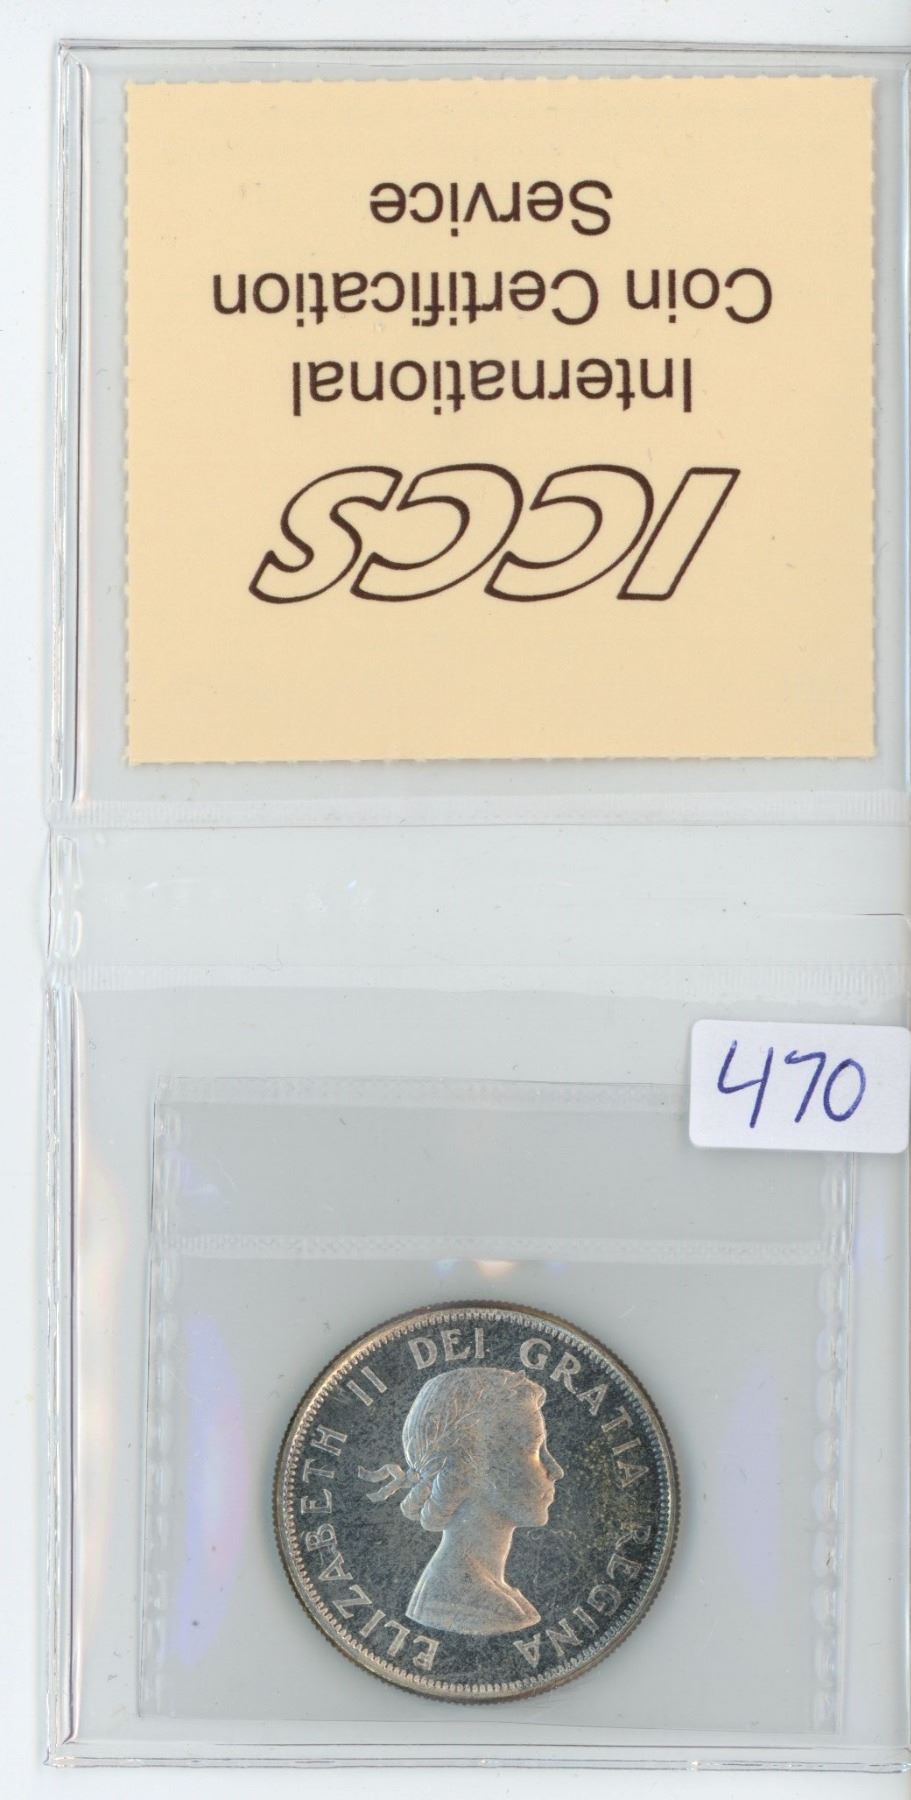 ICCS
International
Coin Certification
Service
470
ELIZABETH II DEI GRATIA REGINA